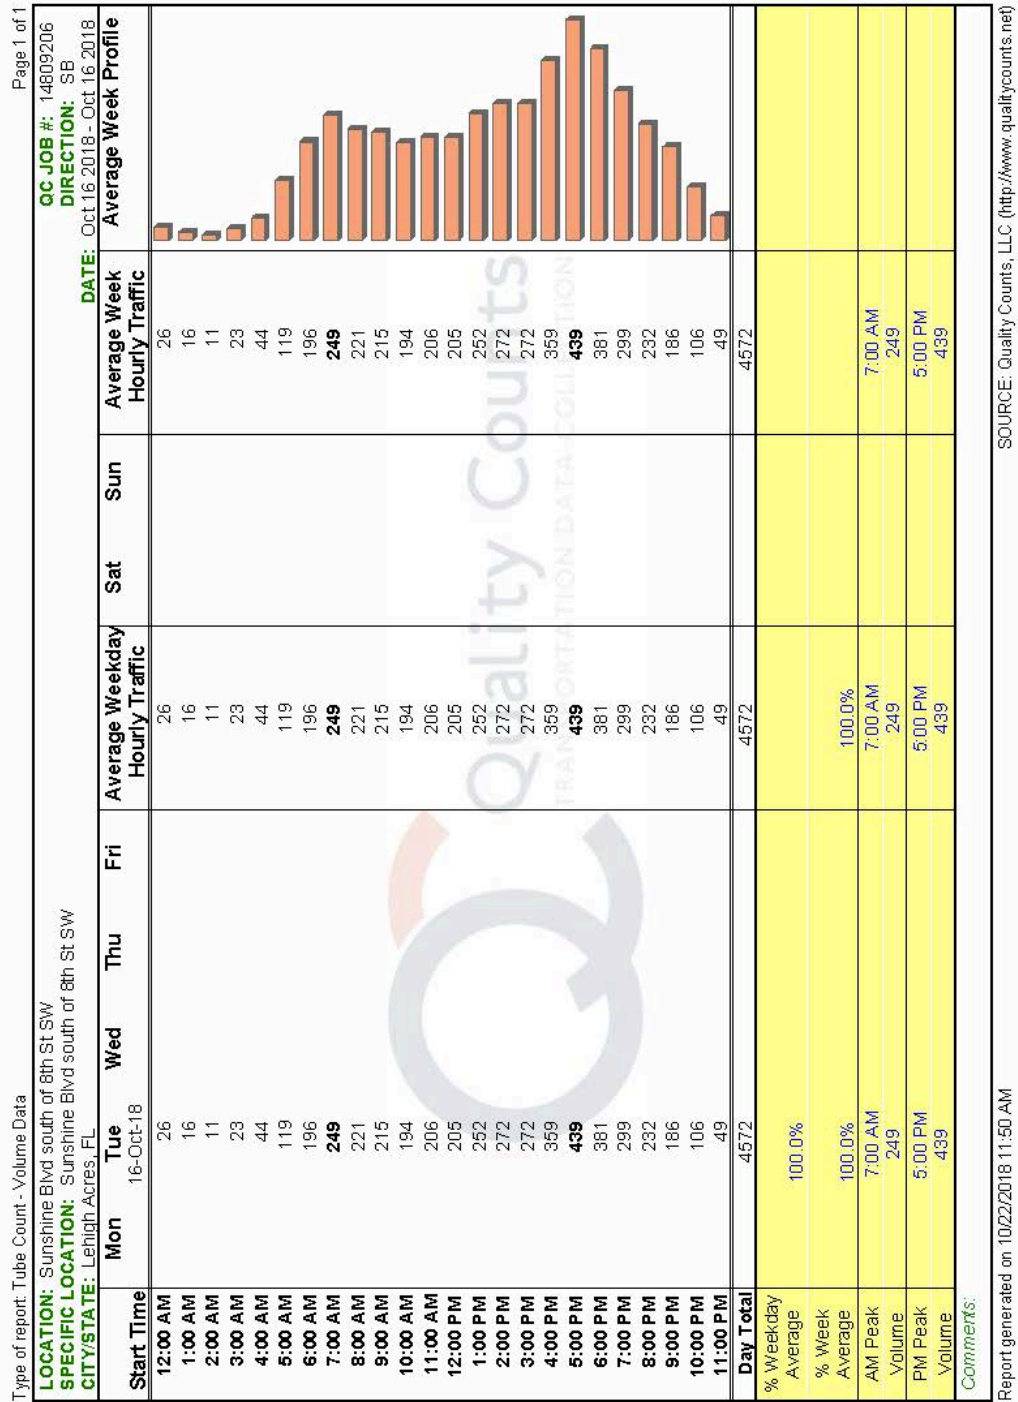 Type of report: Tube Count - Volume Data Page 1 of 1
LOCATION: Sunshine Blvd south of 8th St SW QC JOB #: 14809206
SPECIFIC LOCATION: Sunshine Blvd south of 8th St SW DIRECTION: SB
CITY/STATE: Lehigh Acres, FL DATE: Oct 16 2018 - Oct 16 2018
Start Time Mon Tue Wed Thu Fri Average Weekday Sat Sun Average Week Average Week Profile
16-Oct-18 Hourly Traffic Hourly Traffic
12:00 AM 26 26 26
1:00 AM 16 16 16
2:00 AM 11 11 11
3:00 AM 23 23 23
4:00 AM 44 44 44
5:00 AM 119 119 119
6:00 AM 196 196 196
7:00 AM 249 249 249
8:00 AM 221 221 221
9:00 AM 215 215 215
10:00 AM 194 194 194
11:00 AM 206 206 206
12:00 PM 205 205 205
1:00 PM 252 252 252
2:00 PM 272 272 272
3:00 PM 272 272 272
4:00 PM 359 359 359
5:00 PM 439 439 439
6:00 PM 381 381 381
7:00 PM 299 299 299
8:00 PM 232 232 232
9:00 PM 186 186 186
10:00 PM 106 106 106
11:00 PM 49 49 49
Day Total 4572 4572 4572
% Weekday
Average 100.0%
% Week
Average 100.0% 100.0%
AM Peak 7:00 AM 7:00 AM 7:00 AM
Volume 249 249 249
PM Peak 5:00 PM 5:00 PM 5:00 PM
Volume 439 439 439
Comments:
Report generated on 10/22/2018 11:50 AM SOURCE: Quality Counts, LLC (http://www.qualitycounts.net)
Quality Counts
TRANSPORTATION DATA COLLECTION